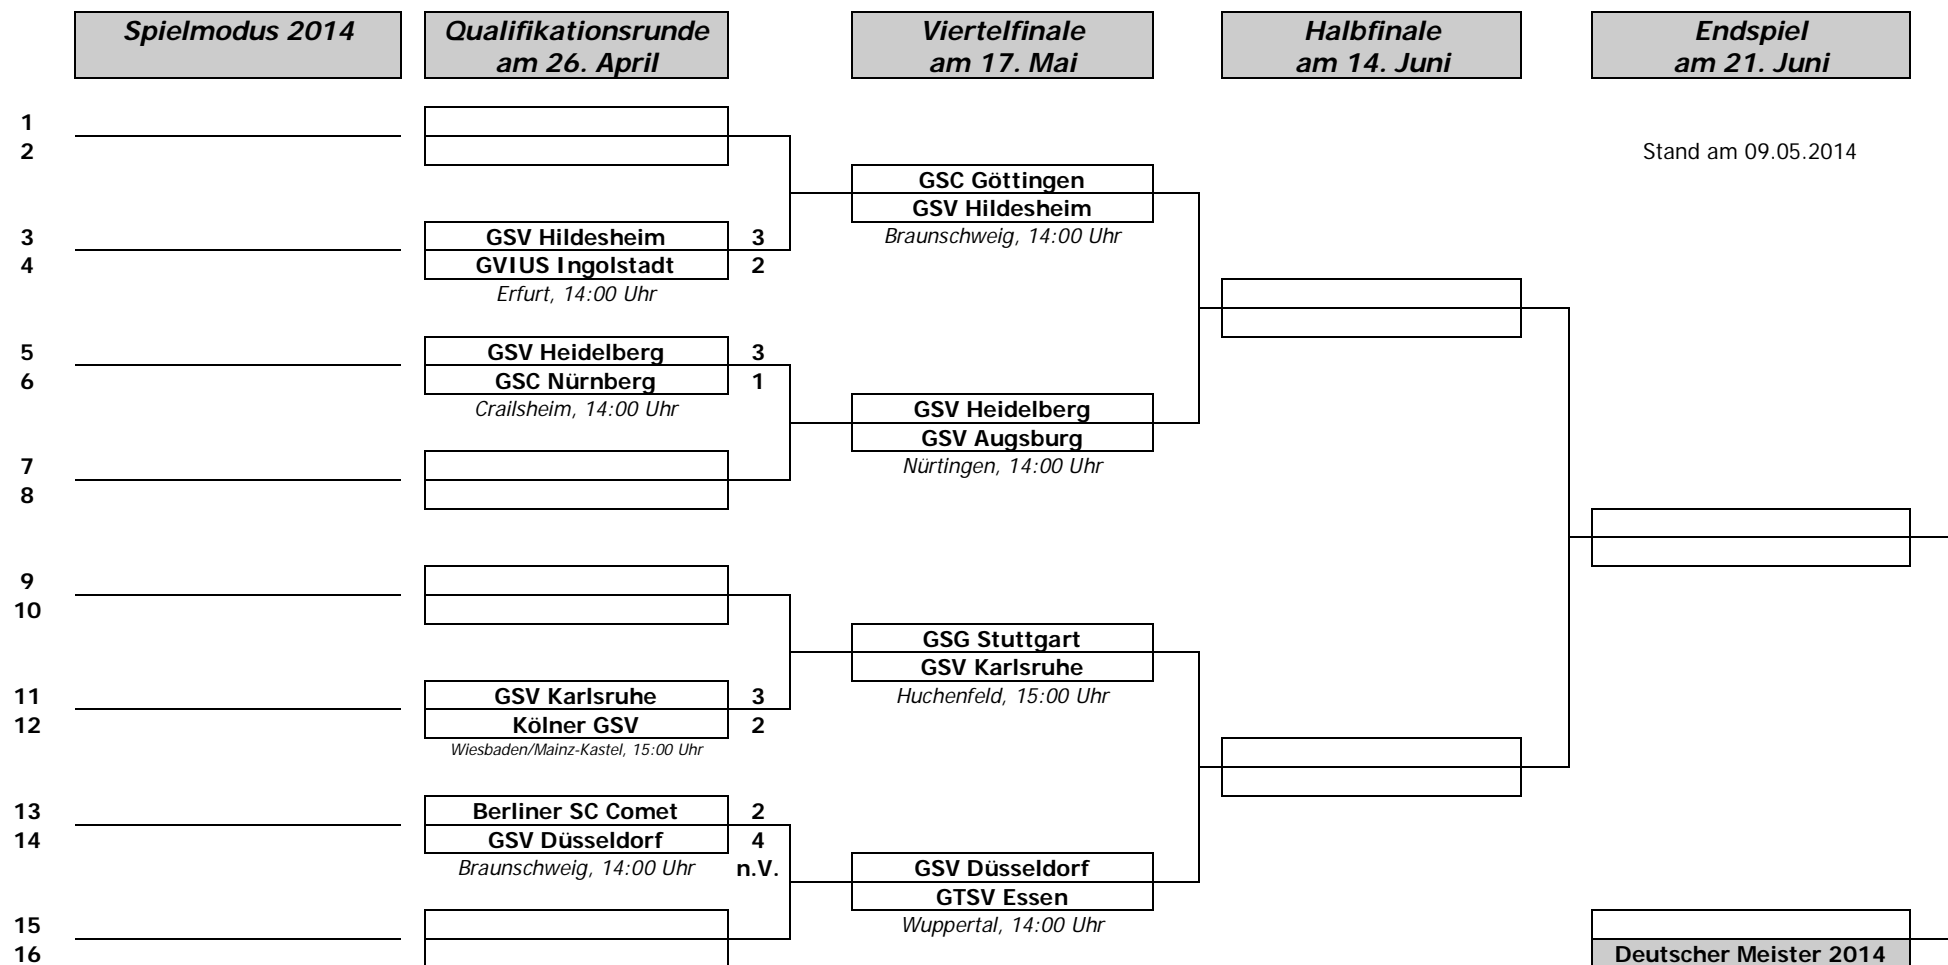 Spielmodus 2014
Qualifikationsrunde
am 26. April
Viertelfinale
am 17. Mai
Halbfinale
am 14. Juni
Endspiel
am 21. Juni
1
2
Stand am 09.05.2014
GSC Göttingen
GSV Hildesheim
Braunschweig, 14:00 Uhr
3
GSV Hildesheim 3
4
GVIUS Ingolstadt 2
Erfurt, 14:00 Uhr
5
GSV Heidelberg 3
6
GSC Nürnberg 1
Crailsheim, 14:00 Uhr
GSV Heidelberg
GSV Augsburg
Nürtingen, 14:00 Uhr
7
8
9
10
GSG Stuttgart
GSV Karlsruhe
Huchenfeld, 15:00 Uhr
11
GSV Karlsruhe 3
12
Kölner GSV 2
Wiesbaden/Mainz-Kastel, 15:00 Uhr
13
Berliner SC Comet 2
14
GSV Düsseldorf 4
Braunschweig, 14:00 Uhr n.V.
GSV Düsseldorf
GTSV Essen
Wuppertal, 14:00 Uhr
15
16
Deutscher Meister 2014